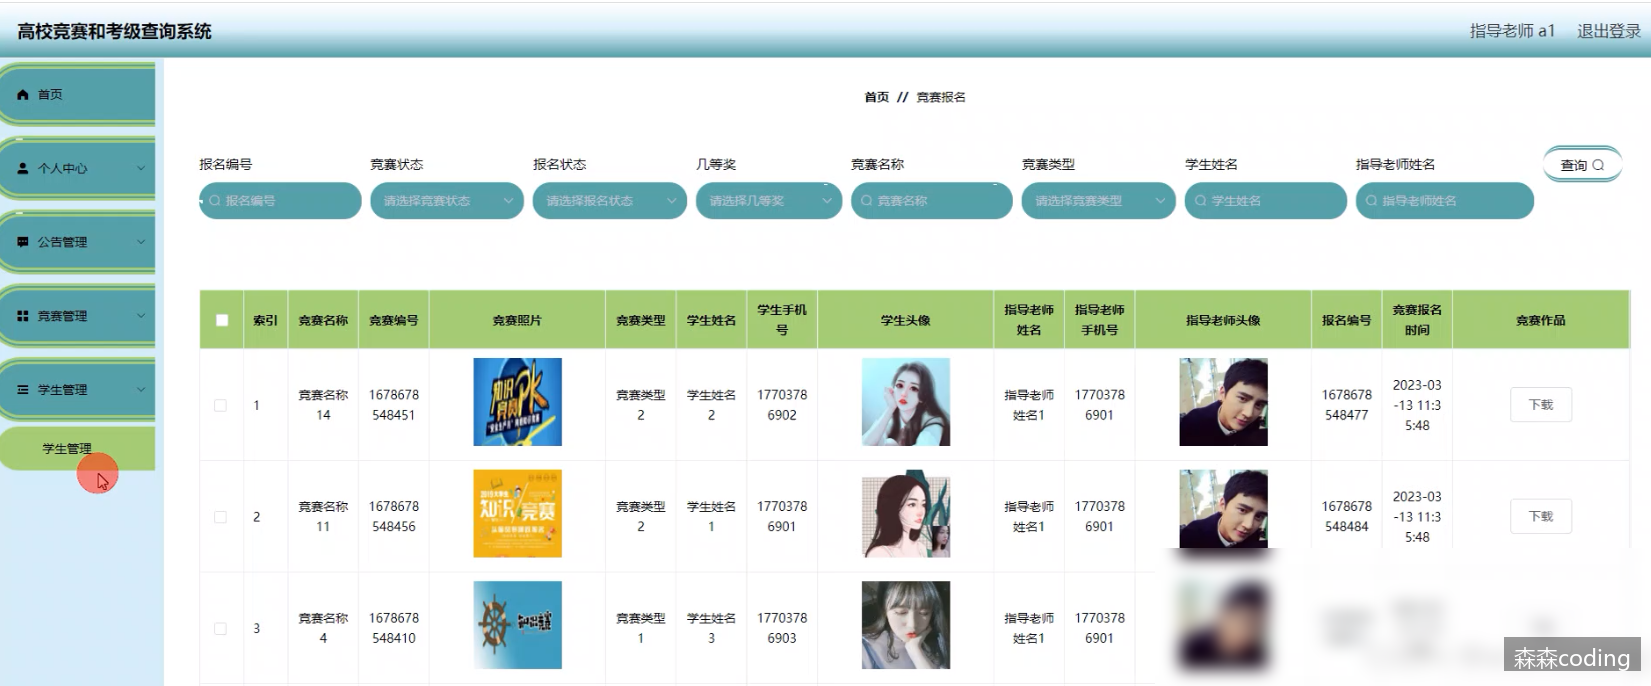 高校竞赛和考级查询系统
指导老师 a1 退出登录
首页
个人中心
公告管理
竞赛管理
学生管理
学生管理
首页 // 竞赛报名
报名编号 竞赛状态 报名状态 几等奖 竞赛名称 竞赛类型 学生姓名 指导老师姓名
报名编号 请选择竞赛状态 请选择报名状态 请选择几等奖 竞赛名称 请选择竞赛类型 学生姓名 指导老师姓名
查询
索引 竞赛名称 竞赛编号 竞赛照片 竞赛类型 学生姓名 学生手机号 学生头像 指导老师姓名 指导老师手机号 指导老师头像 报名编号 竞赛报名时间 竞赛作品
1 竞赛名称14 1678678548451 竞赛类型2 学生姓名2 17703786902 指导老师姓名1 17703786901 1678678548477 2023-03-13 11:35:48 下载
知识竞赛PK
2 竞赛名称11 1678678548456 竞赛类型2 学生姓名1 17703786901 指导老师姓名1 17703786901 1678678548484 2023-03-13 11:35:48 下载
知识竞赛
3 竞赛名称4 1678678548410 竞赛类型1 学生姓名3 17703786903 指导老师姓名1 17703786901
知识竞赛
森森coding